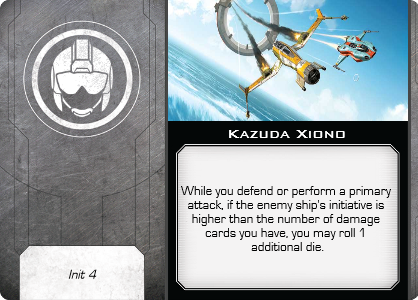 KAZUDA XIONO
While you defend or perform a primary
attack, if the enemy ship's initiative is
higher than the number of damage
cards you have, you may roll 1
additional die.
Init 4